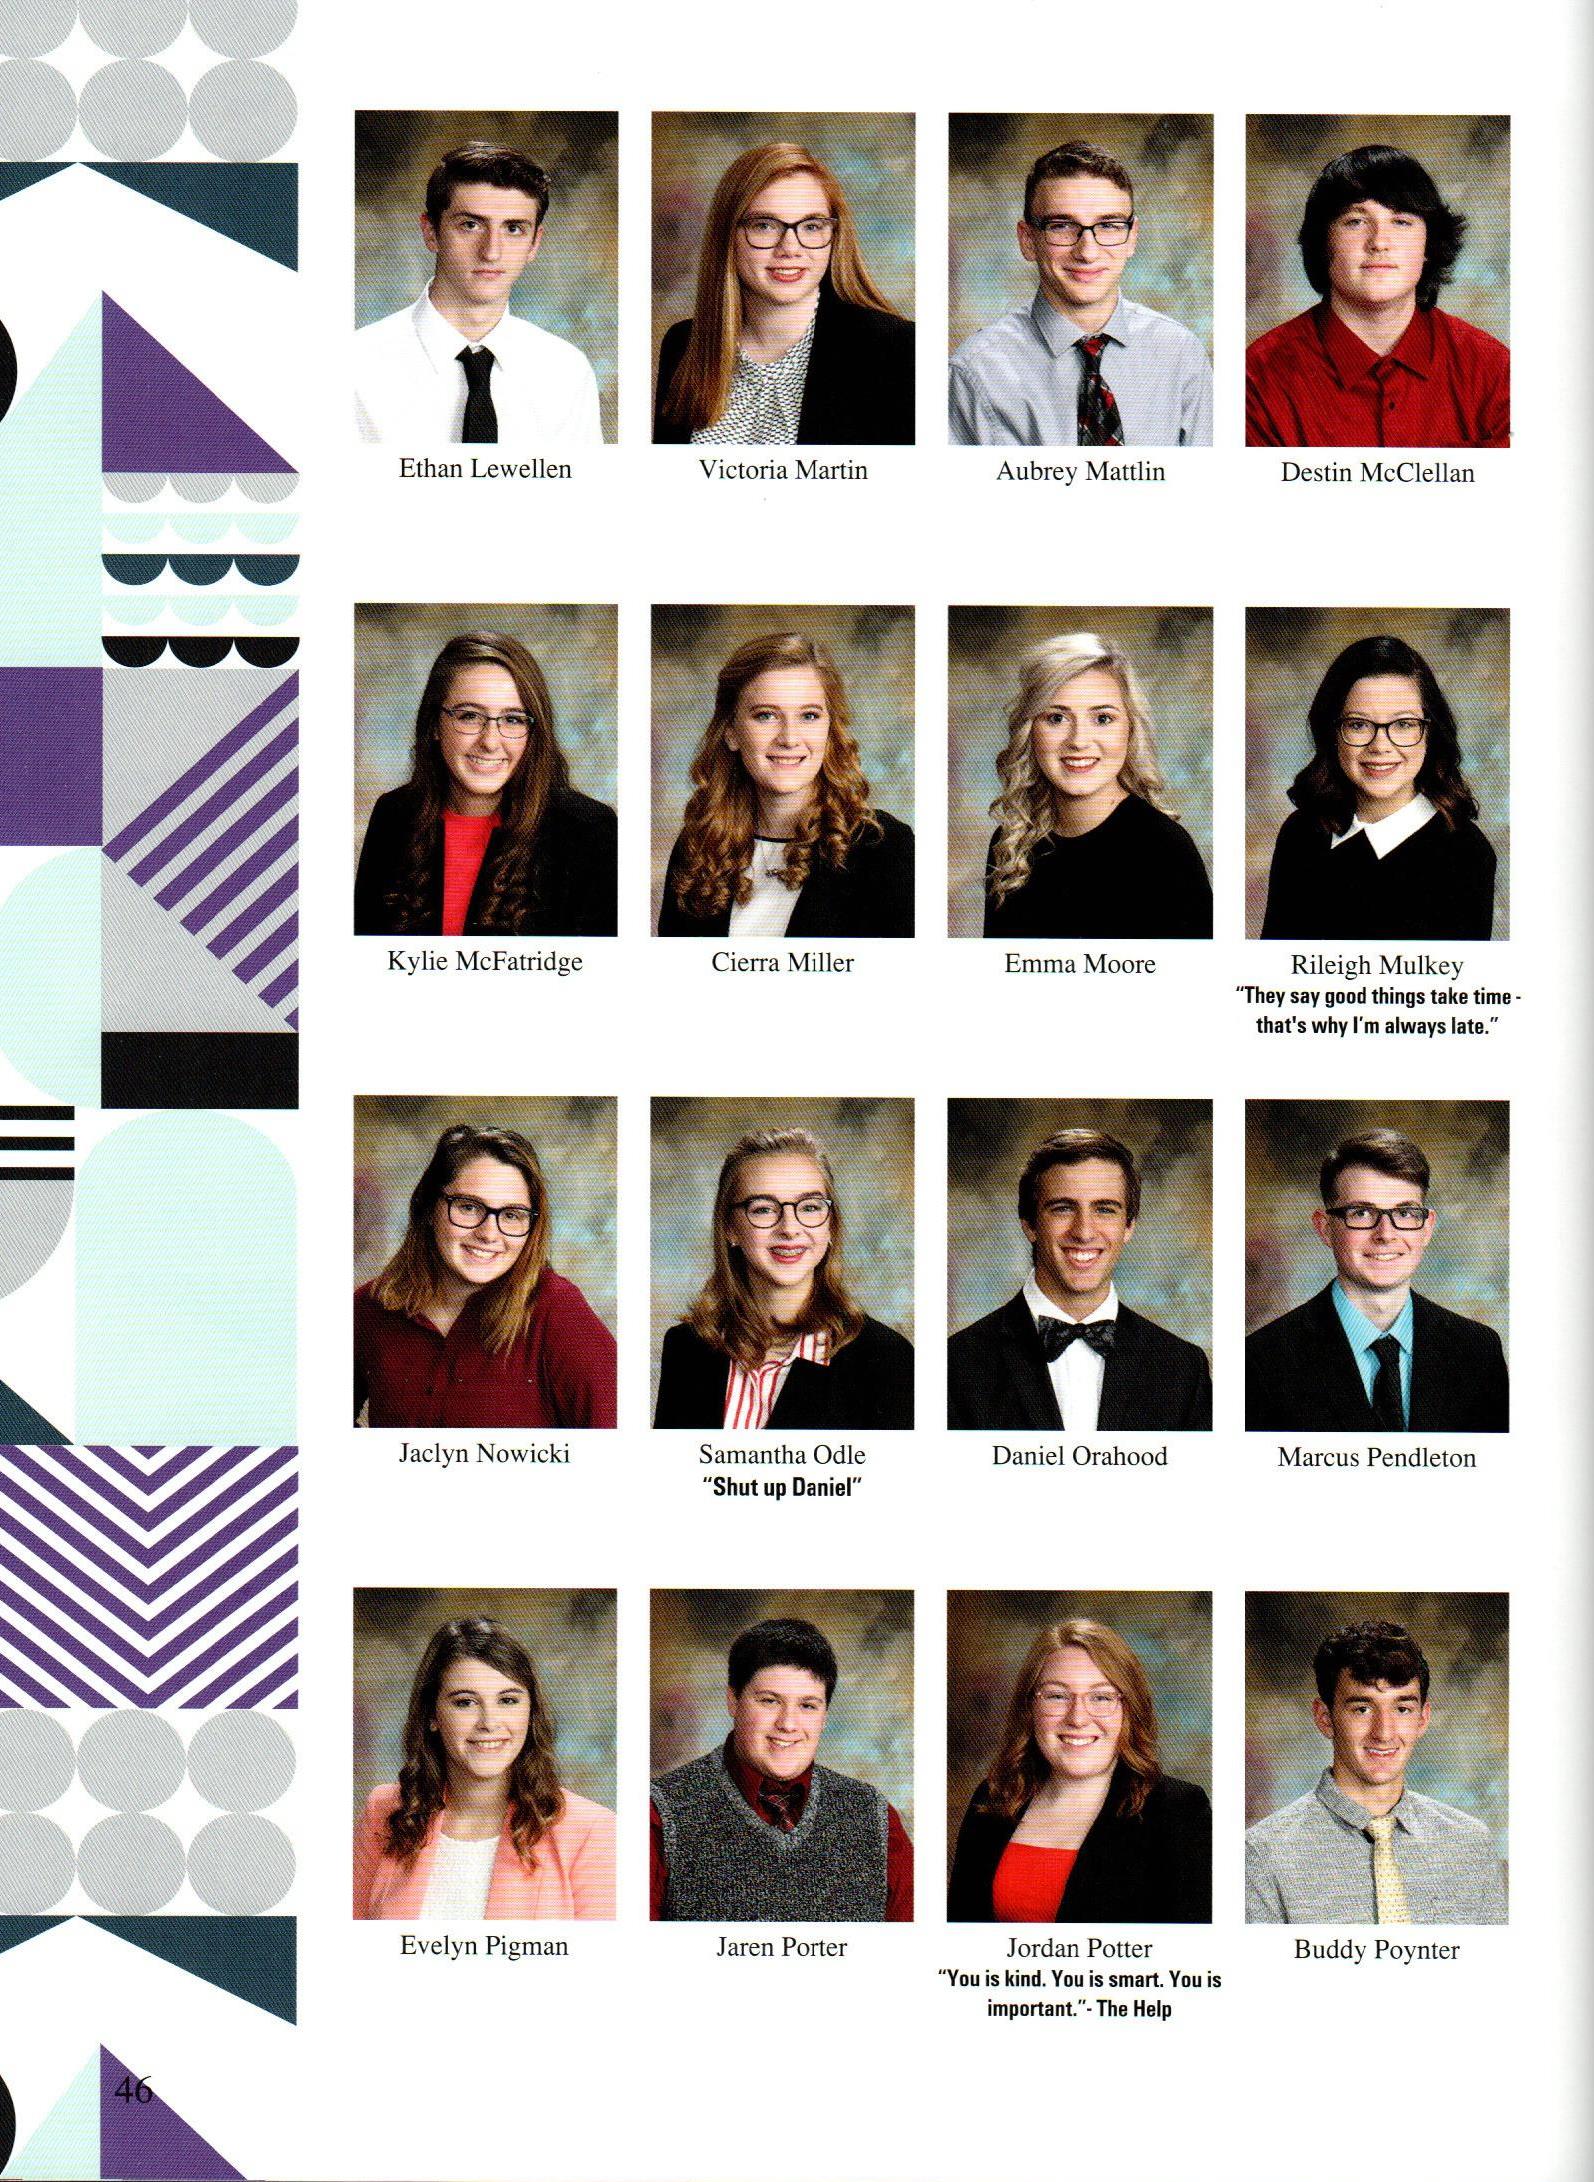 Ethan Lewellen
Victoria Martin
Aubrey Mattlin
Destin McClellan
Kylie McFatridge
Cierra Miller
Emma Moore
Rileigh Mulkey
“They say good things take time -
that's why I'm always late.”
Jaclyn Nowicki
Samantha Odle
“Shut up Daniel”
Daniel Orahood
Marcus Pendleton
Evelyn Pigman
Jaren Porter
Jordan Potter
“You is kind. You is smart. You is
important.”- The Help
Buddy Poynter
46